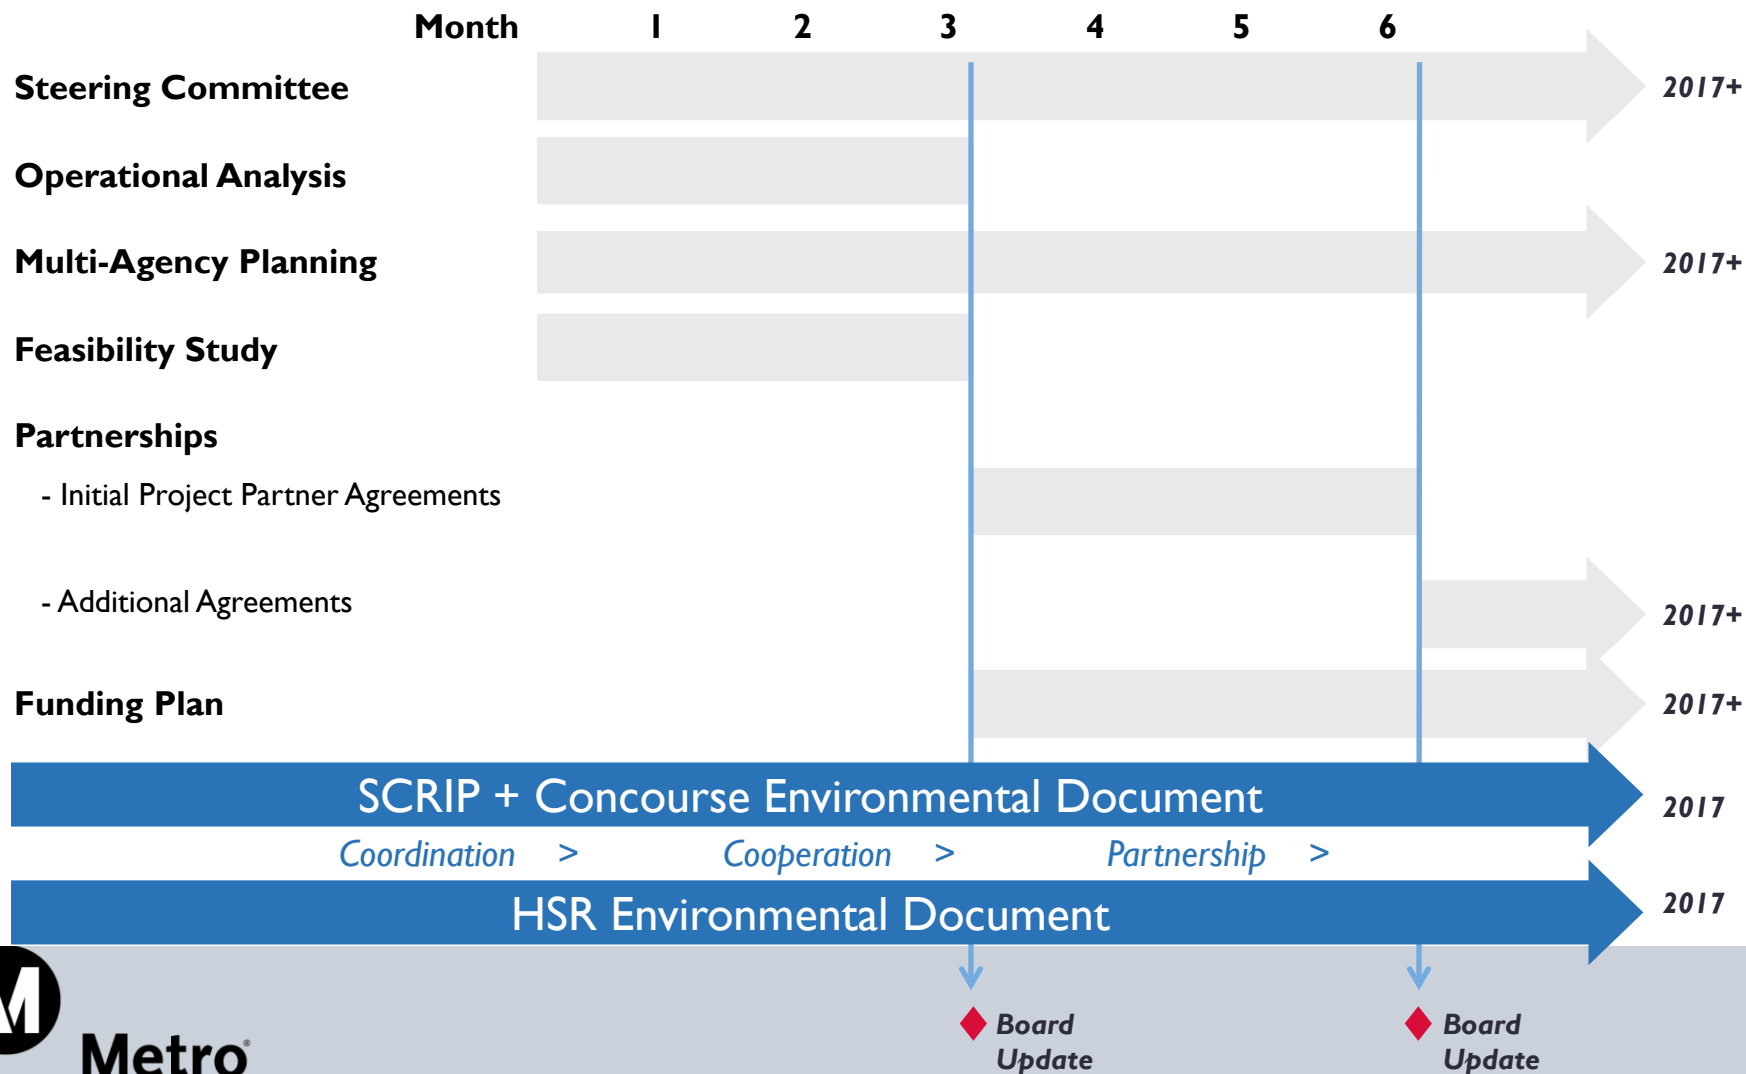 Month 1 2 3 4 5 6
Steering Committee 2017+
Operational Analysis
Multi-Agency Planning 2017+
Feasibility Study
Partnerships
- Initial Project Partner Agreements
- Additional Agreements 2017+
Funding Plan 2017+
SCRIP + Concourse Environmental Document 2017
Coordination > Cooperation > Partnership >
HSR Environmental Document 2017
M
Metro®
Board
Update
Board
Update